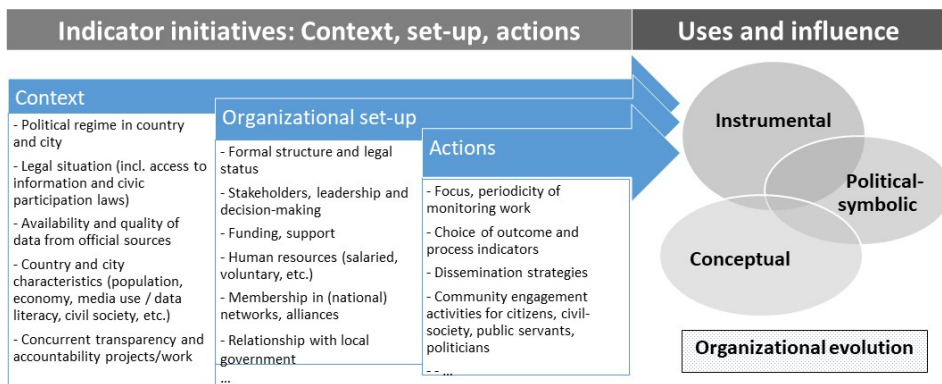 Indicator initiatives: Context, set-up, actions
Uses and influence
Context
- Political regime in country
and city
- Legal situation (incl. access to
information and civic
participation laws)
- Availability and quality of
data from official sources
- Country and city
characteristics (population,
economy, media use / data
literacy, civil society, etc.)
- Concurrent transparency and
accountability projects/work
Organizational set-up
- Formal structure and legal
status
- Stakeholders, leadership and
decision-making
- Funding, support
- Human resources (salaried,
voluntary, etc.)
- Membership in (national)
networks, alliances
- Relationship with local
government
...
Actions
- Focus, periodicity of
monitoring work
- Choice of outcome and
process indicators
- Dissemination strategies
- Community engagement
activities for citizens, civil-
society, public servants,
politicians
- - ...
Instrumental
Political-
symbolic
Conceptual
Organizational evolution